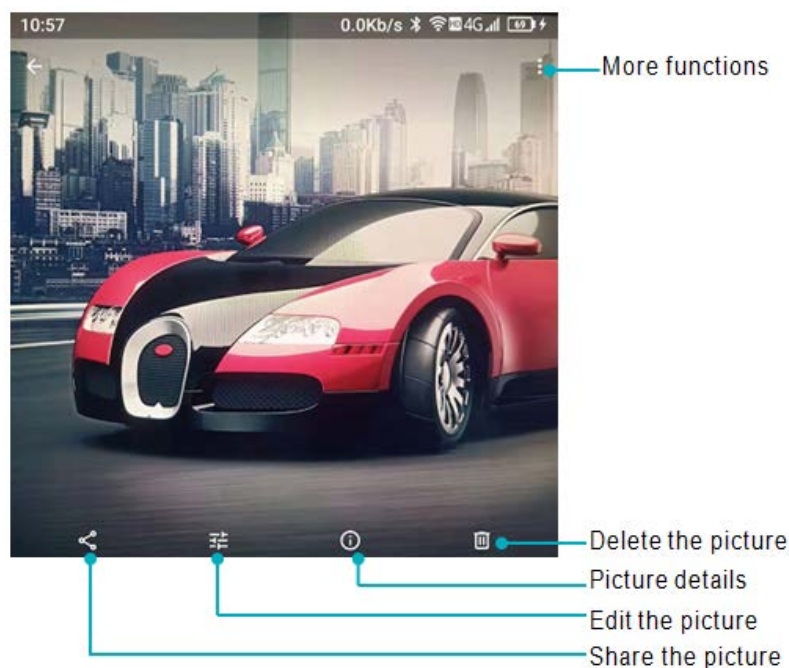 10:57 0.0Kb/s HD 4G 69
More functions
Delete the picture
Picture details
Edit the picture
Share the picture